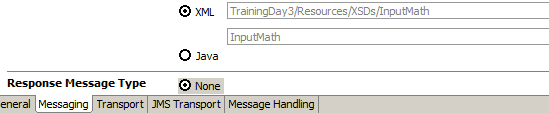 XML TrainingDay3/Resources/XSDs/InputMath
InputMath
Java
Response Message Type None
eneral Messaging Transport JMS Transport Message Handling